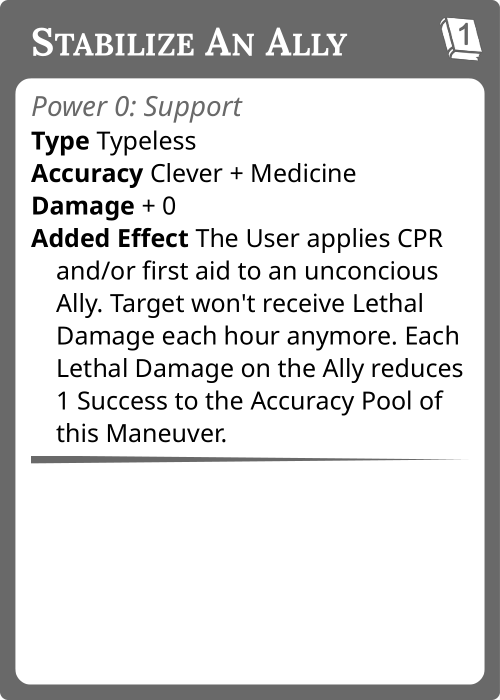 Stabilize An Ally
1
Power 0: Support
Type Typeless
Accuracy Clever + Medicine
Damage + 0
Added Effect The User applies CPR
and/or first aid to an unconcious
Ally. Target won't receive Lethal
Damage each hour anymore. Each
Lethal Damage on the Ally reduces
1 Success to the Accuracy Pool of
this Maneuver.